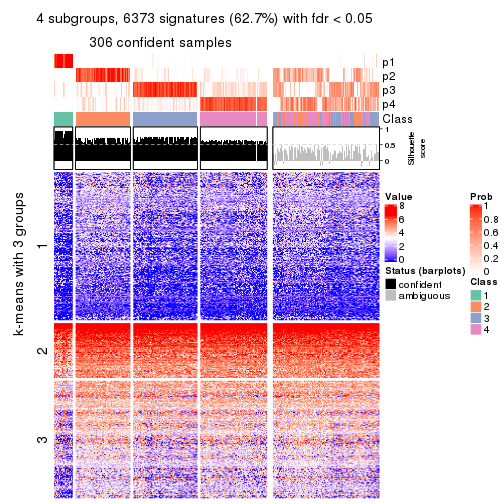 4 subgroups, 6373 signatures (62.7%) with fdr < 0.05
306 confident samples
p1
p2
p3
p4
Class
1
0.5
0
Silhouette
score
k-means with 3 groups
1
2
3
Value
8
6
4
2
0
Status (barplots)
confident
ambiguous
Prob
1
0.8
0.6
0.4
0.2
0
Class
1
2
3
4